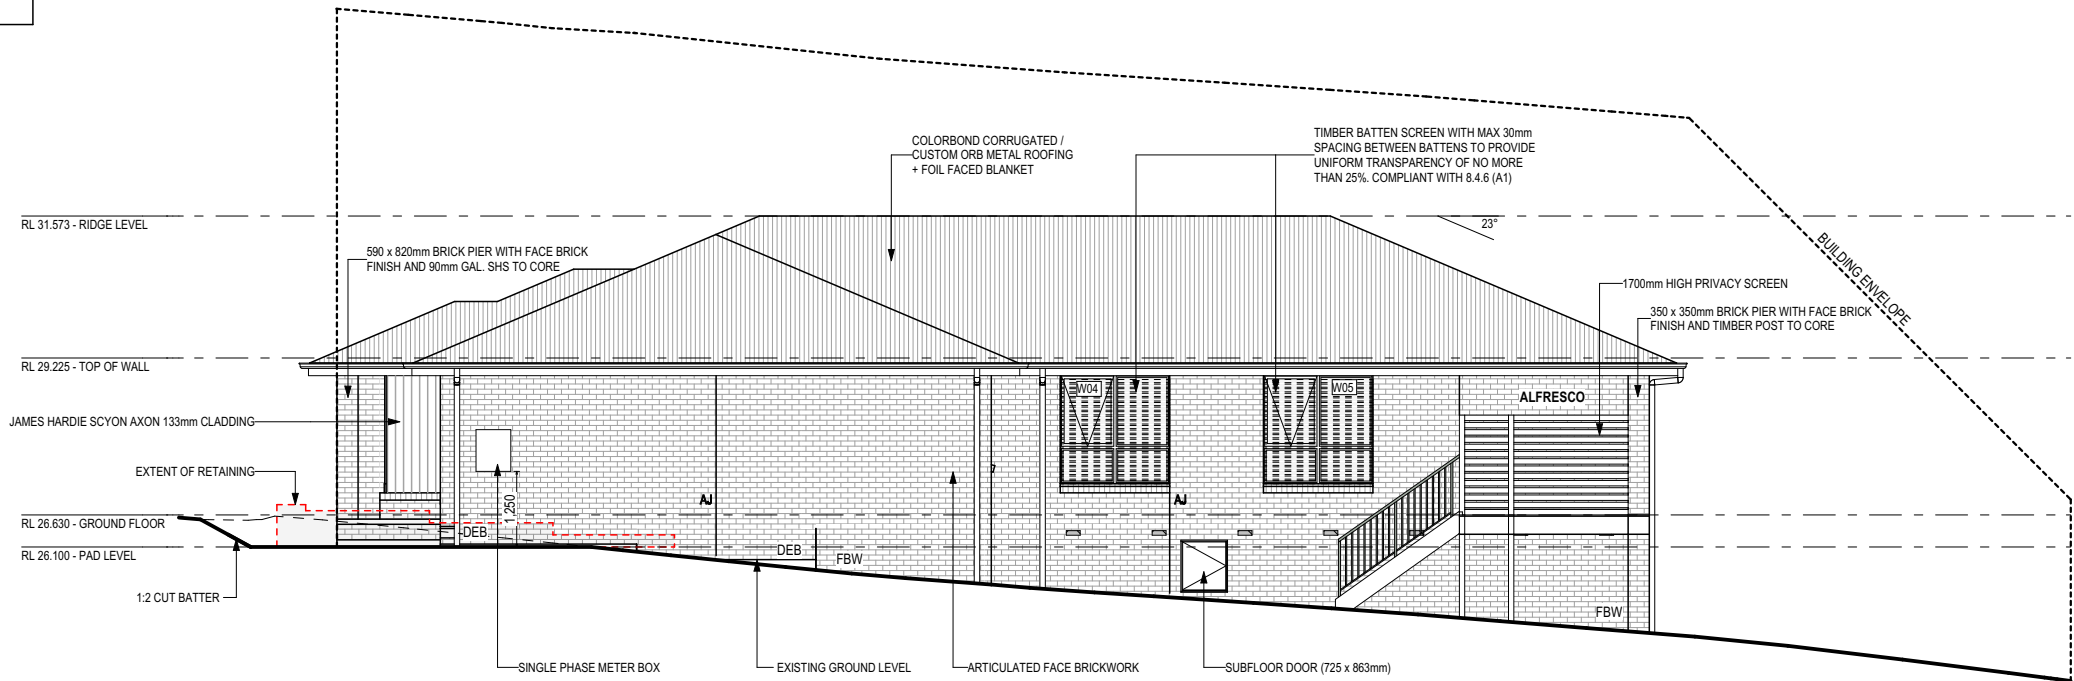 COLORBOND CORRUGATED /
CUSTOM ORB METAL ROOFING
+ FOIL FACED BLANKET
TIMBER BATTEN SCREEN WITH MAX 30mm
SPACING BETWEEN BATTENS TO PROVIDE
UNIFORM TRANSPARENCY OF NO MORE
THAN 25%. COMPLIANT WITH 8.4.6 (A1)
RL 31.573 - RIDGE LEVEL
23°
BUILDING ENVELOPE
590 x 820mm BRICK PIER WITH FACE BRICK
FINISH AND 90mm GAL. SHS TO CORE
1700mm HIGH PRIVACY SCREEN
350 x 350mm BRICK PIER WITH FACE BRICK
FINISH AND TIMBER POST TO CORE
RL 29.225 - TOP OF WALL
W04
W05
ALFRESCO
JAMES HARDIE SCYON AXON 133mm CLADDING
EXTENT OF RETAINING
1,250
AJ
AJ
RL 26.630 - GROUND FLOOR
DEB
RL 26.100 - PAD LEVEL
DEB
FBW
1:2 CUT BATTER
FBW
SINGLE PHASE METER BOX
EXISTING GROUND LEVEL
ARTICULATED FACE BRICKWORK
SUBFLOOR DOOR (725 x 863mm)